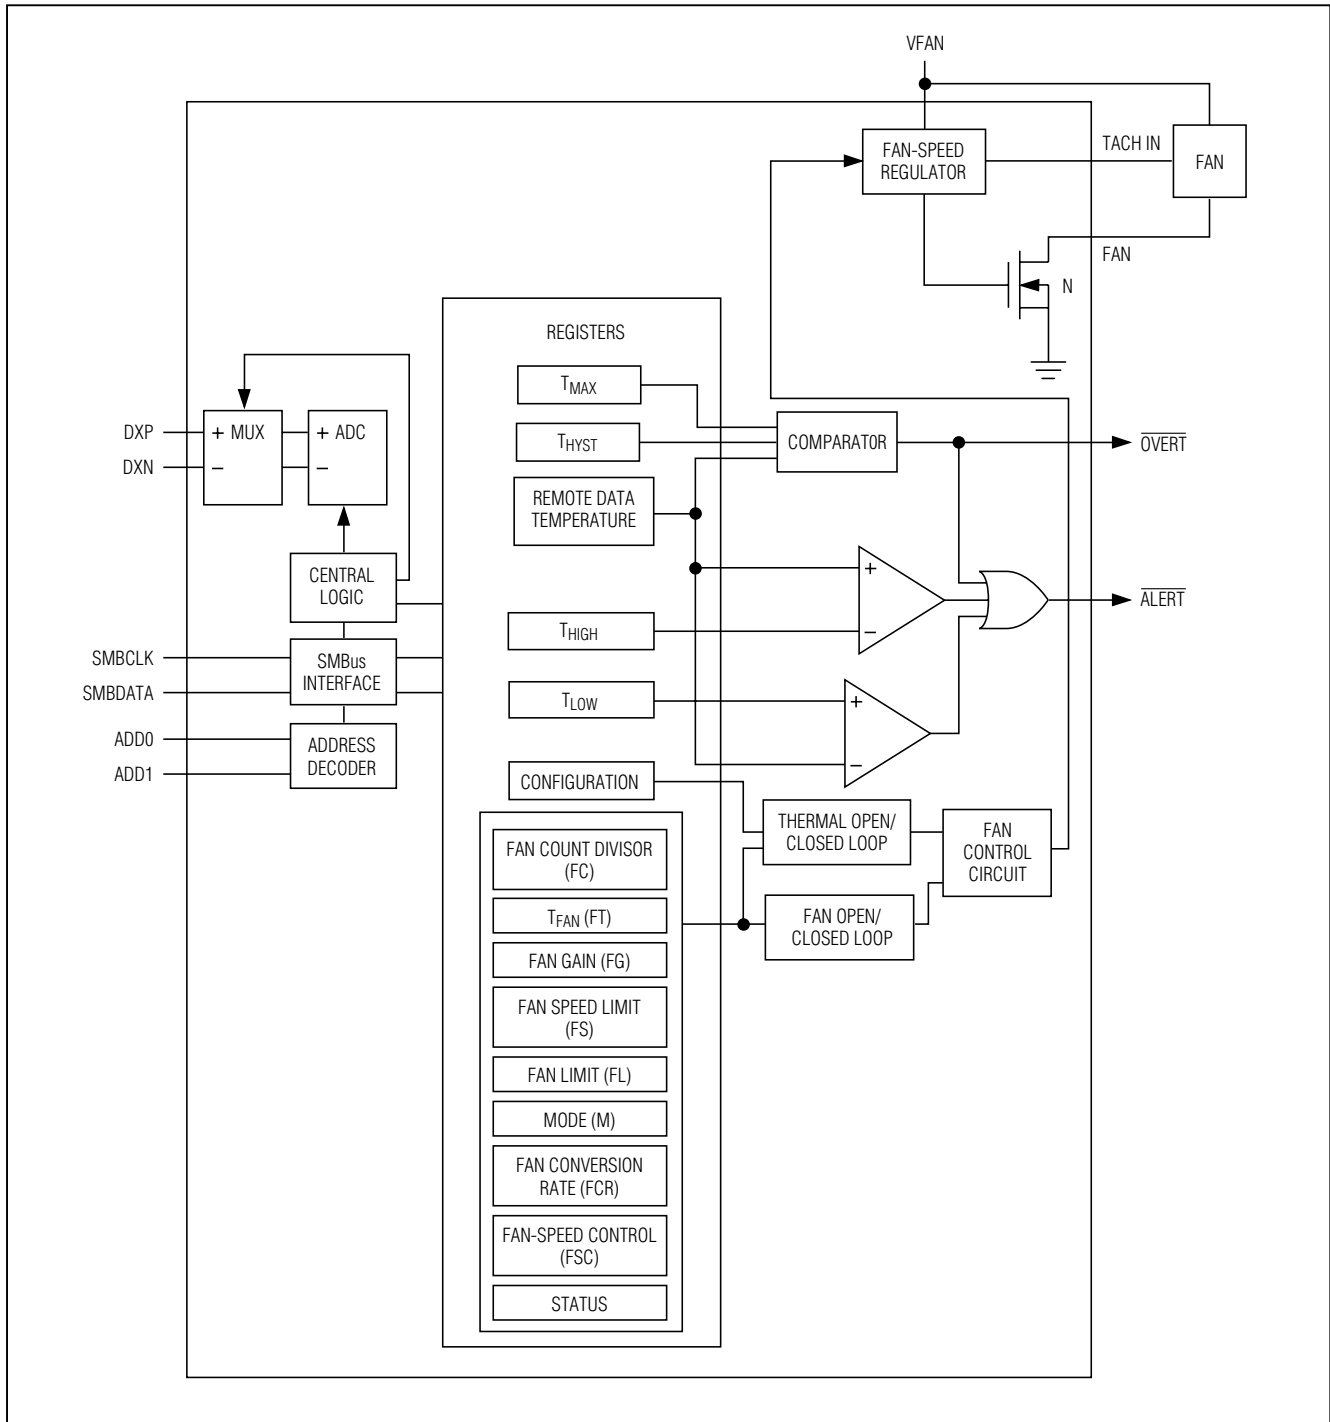 VFAN
FAN-SPEED
REGULATOR
TACH IN
FAN
FAN
N
REGISTERS
TMAX
THYST
REMOTE DATA
TEMPERATURE
THIGH
TLOW
CONFIGURATION
DXP
DXN
+ MUX
−
+ ADC
−
CENTRAL
LOGIC
SMBCLK
SMBDATA
SMBus
INTERFACE
ADD0
ADD1
ADDRESS
DECODER
COMPARATOR
OVERT
+
−
ALERT
+
−
THERMAL OPEN/
CLOSED LOOP
FAN
CONTROL
CIRCUIT
FAN OPEN/
CLOSED LOOP
FAN COUNT DIVISOR
(FC)
TFAN (FT)
FAN GAIN (FG)
FAN SPEED LIMIT
(FS)
FAN LIMIT (FL)
MODE (M)
FAN CONVERSION
RATE (FCR)
FAN-SPEED CONTROL
(FSC)
STATUS